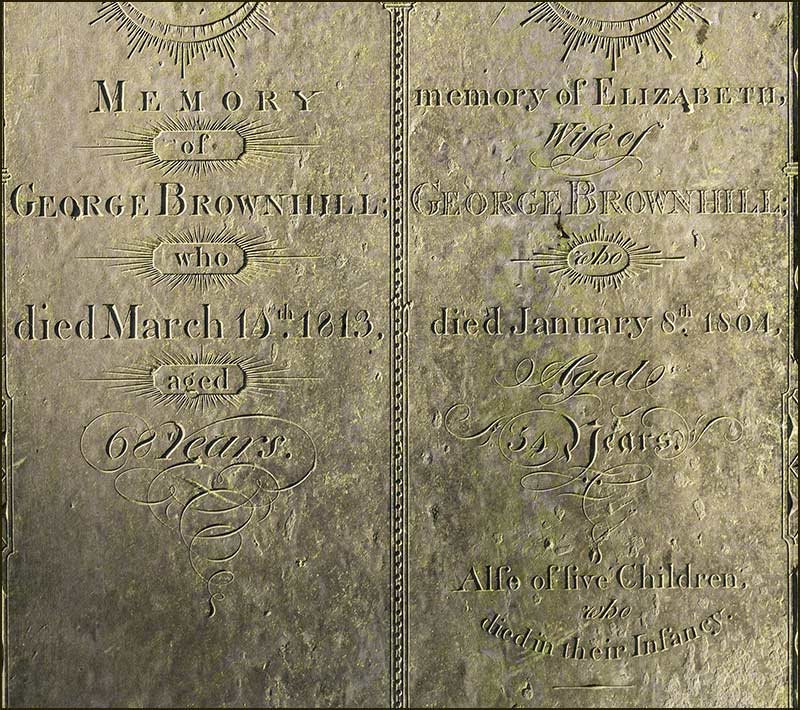 MEMORY
of
GEORGE BROWNHILL;
who
died March 1813,
aged
68 Years.
memory of ELIZABETH,
Wife of
GEORGE BROWNHILL;
who
died January 8th. 1804,
Aged
54 Years.
Alſo of five Children,
who
died in their Infancy.